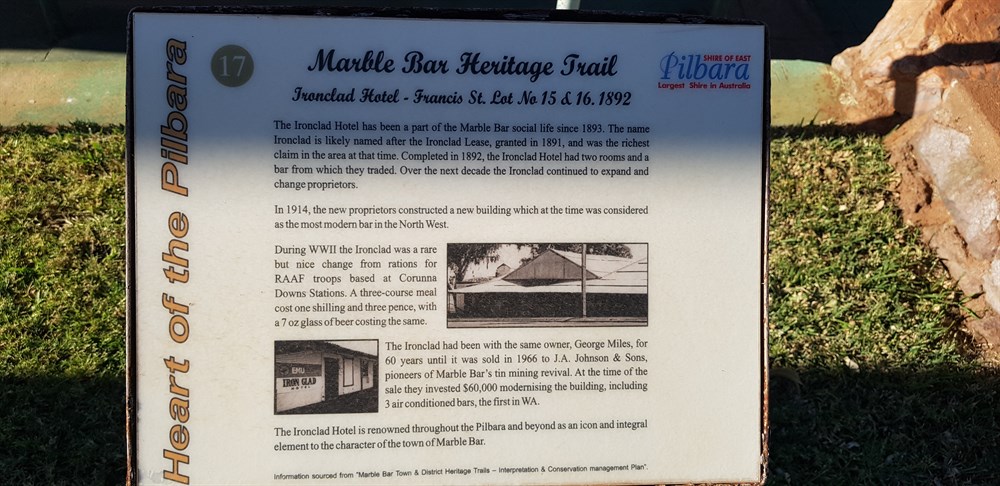 Heart of the Pilbara
17
Marble Bar Heritage Trail
SHIRE OF EAST
Pilbara
Largest Shire in Australia
Ironclad Hotel - Francis St. Lot No 15 & 16. 1892
The Ironclad Hotel has been a part of the Marble Bar social life since 1893. The name
Ironclad is likely named after the Ironclad Lease, granted in 1891, and was the richest
claim in the area at that time. Completed in 1892, the Ironclad Hotel had two rooms and a
bar from which they traded. Over the next decade the Ironclad continued to expand and
change proprietors.
In 1914, the new proprietors constructed a new building which at the time was considered
as the most modern bar in the North West.
During WWII the Ironclad was a rare
but nice change from rations for
RAAF troops based at Corunna
Downs Stations. A three-course meal
cost one shilling and three pence, with
a 7 oz glass of beer costing the same.
EMU
IRON CLAD
HOTEL
The Ironclad had been with the same owner, George Miles, for
60 years until it was sold in 1966 to J.A. Johnson & Sons,
pioneers of Marble Bar's tin mining revival. At the time of the
sale they invested $60,000 modernising the building, including
3 air conditioned bars, the first in WA.
The Ironclad Hotel is renowned throughout the Pilbara and beyond as an icon and integral
element to the character of the town of Marble Bar.
Information sourced from "Marble Bar Town & District Heritage Trails – Interpretation & Conservation management Plan".